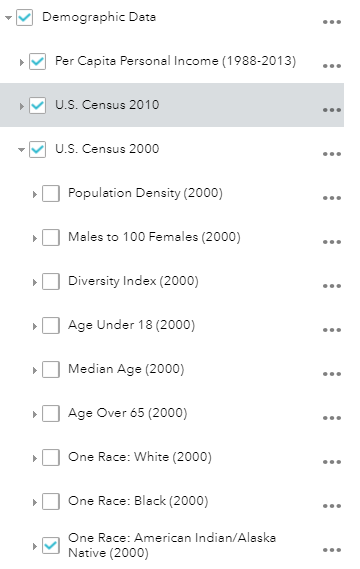 Demographic Data
Per Capita Personal Income (1988-2013)
U.S. Census 2010
U.S. Census 2000
Population Density (2000)
Males to 100 Females (2000)
Diversity Index (2000)
Age Under 18 (2000)
Median Age (2000)
Age Over 65 (2000)
One Race: White (2000)
One Race: Black (2000)
One Race: American Indian/Alaska
Native (2000)